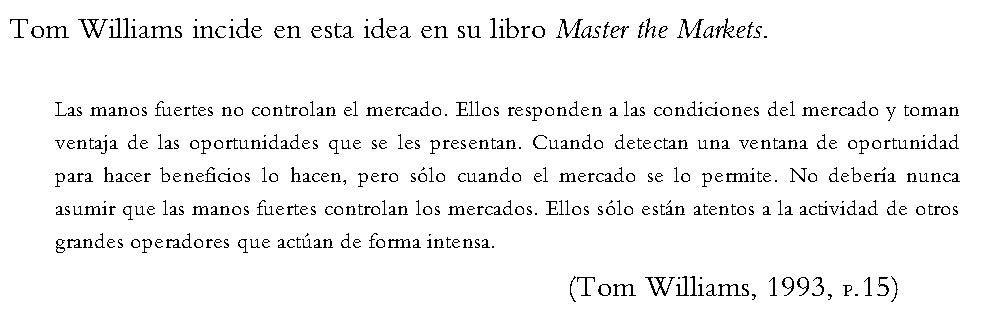 Tom Williams incide en esta idea en su libro Master the Markets.
Las manos fuertes no controlan el mercado. Ellos responden a las condiciones del mercado y toman
ventaja de las oportunidades que se les presentan. Cuando detectan una ventana de oportunidad
para hacer beneficios lo hacen, pero sólo cuando el mercado se lo permite. No debería nunca
asumir que las manos fuertes controlan los mercados. Ellos sólo están atentos a la actividad de otros
grandes operadores que actúan de forma intensa.
(Tom Williams, 1993, P.15)